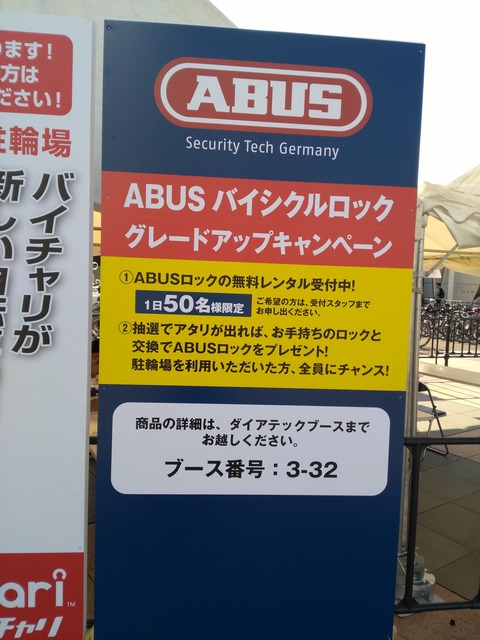 ます!
方は
ださい!
駐輪場
バイチャリが
新しい
ari
チャリ
ABUS
Security Tech Germany
ABUS バイシクルロック
グレードアップキャンペーン
①ABUSロックの無料レンタル受付中!
1日50名様限定
ご希望の方は、受付スタッフまで
お申し出ください。
②抽選でアタリが出れば、お手持ちのロックと
交換でABUSロックをプレゼント!
駐輪場を利用いただいた方、全員にチャンス!
商品の詳細は、ダイアテックブースまで
お越しください。
ブース番号:3-32